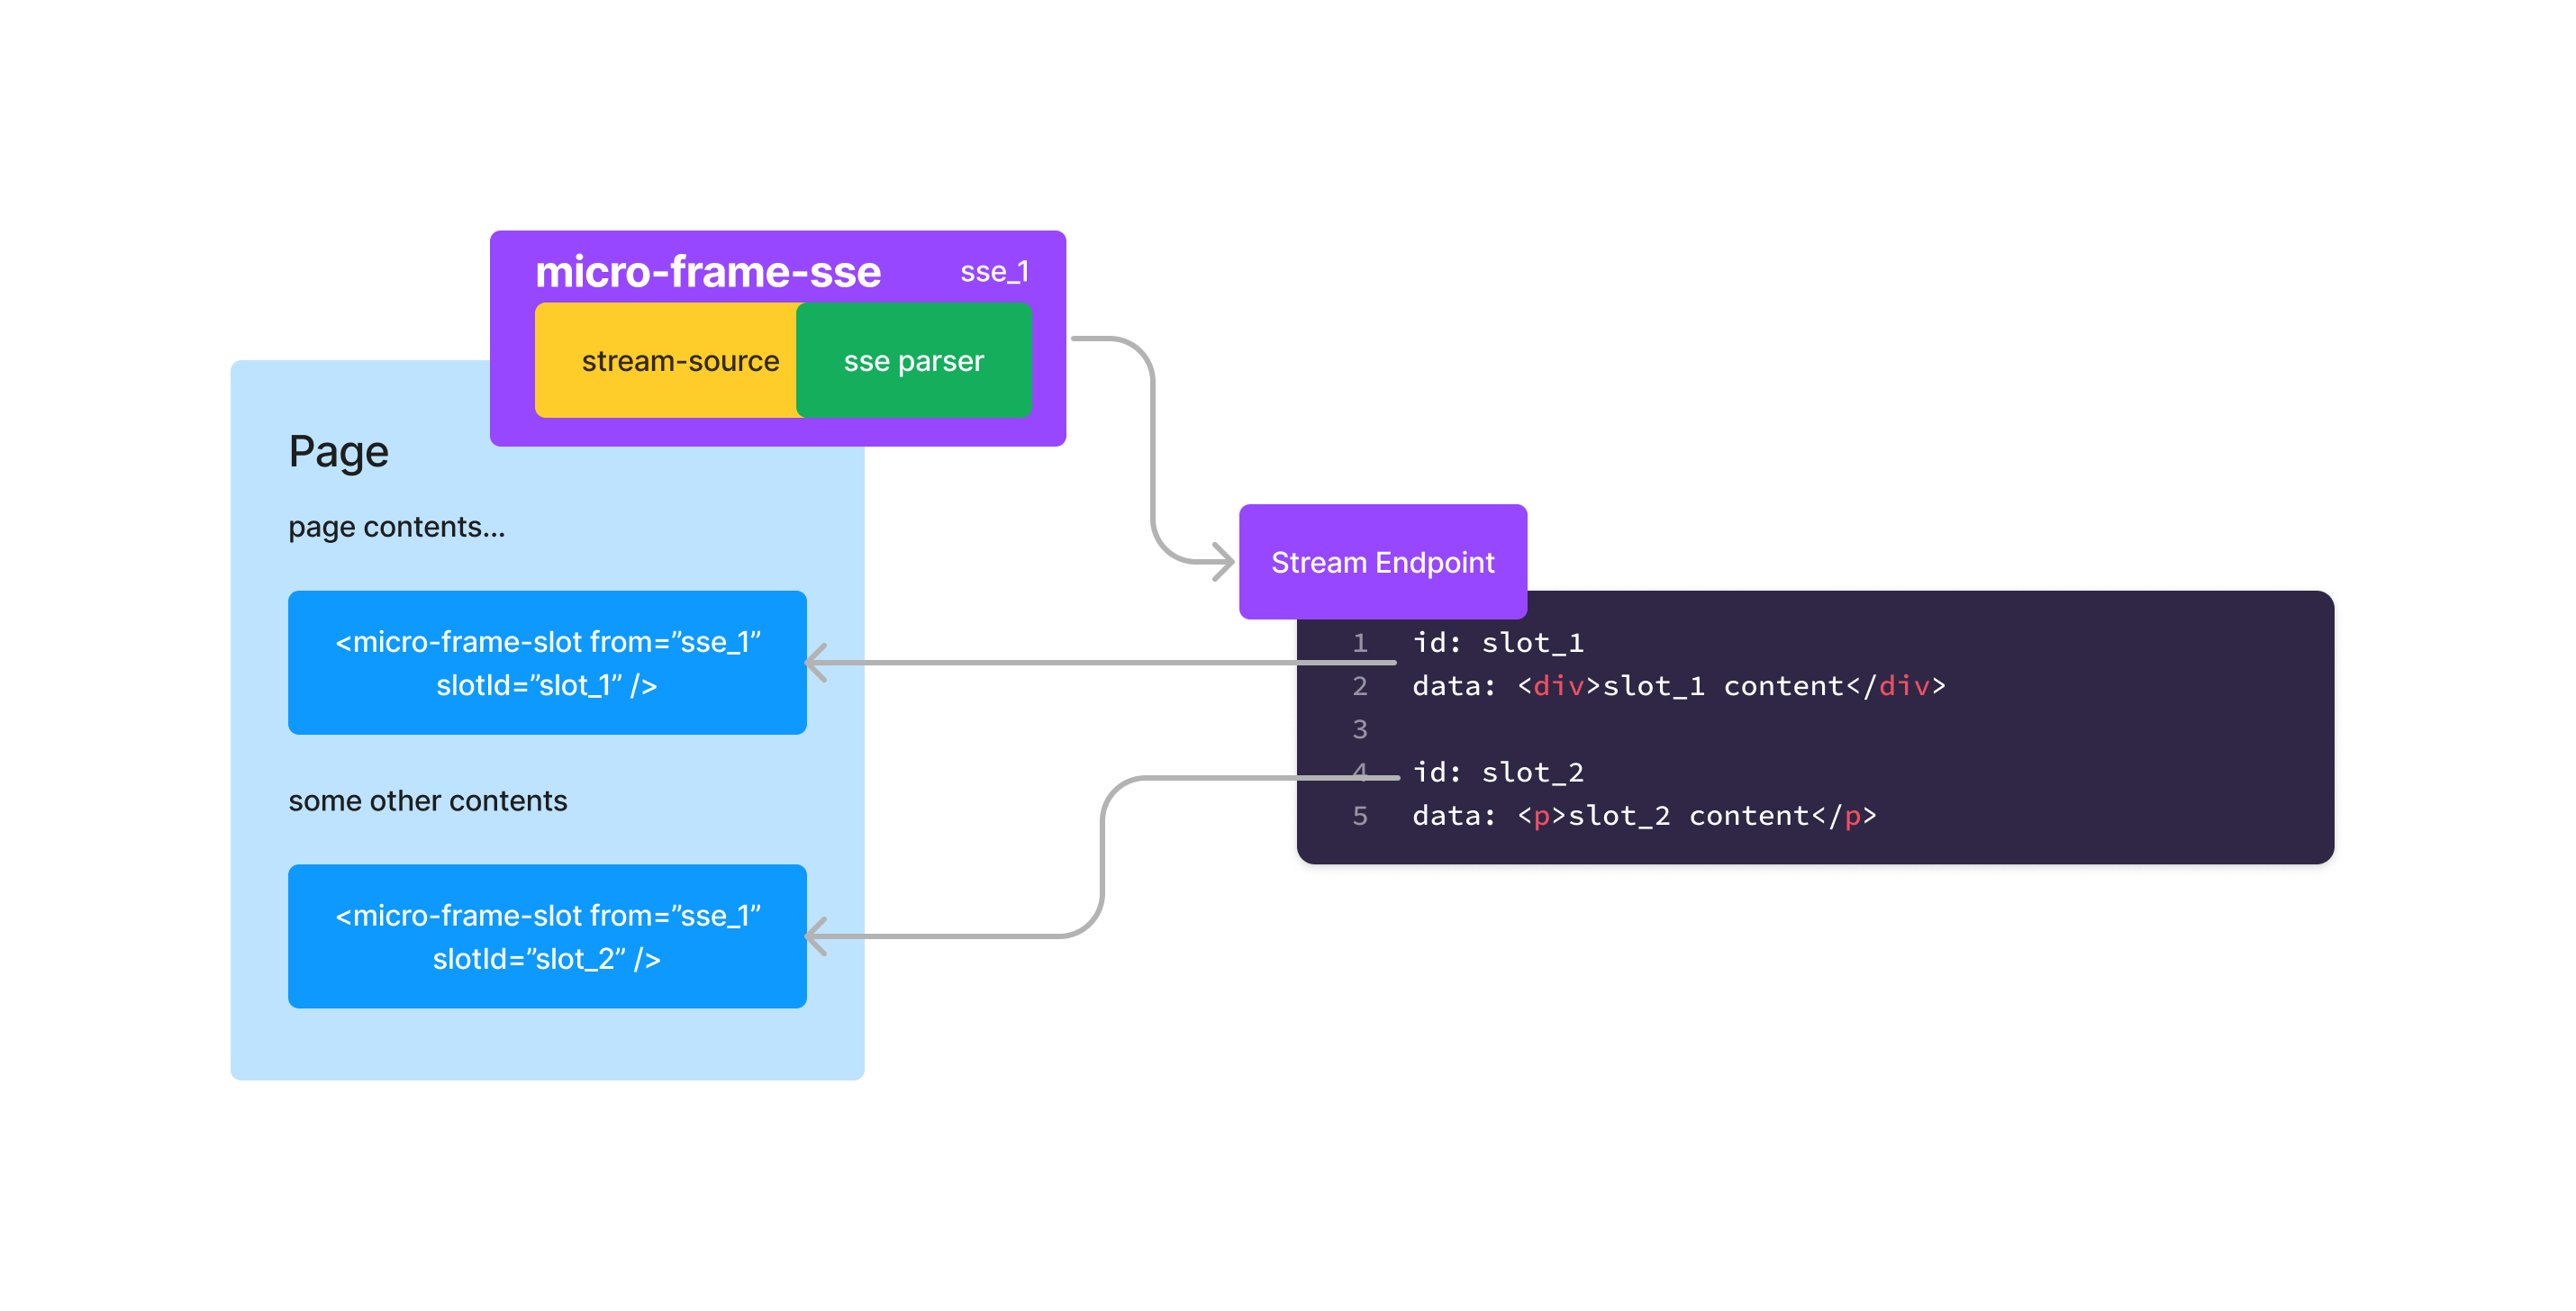 micro-frame-sse
sse_1
stream-source
sse parser
Page
page contents...
<micro-frame-slot from=”sse_1”
slotId=”slot_1” />
some other contents
<micro-frame-slot from=”sse_1”
slotId=”slot_2” />
Stream Endpoint
1 id: slot_1
2 data: <div>slot_1 content</div>
3
4 id: slot_2
5 data: <p>slot_2 content</p>